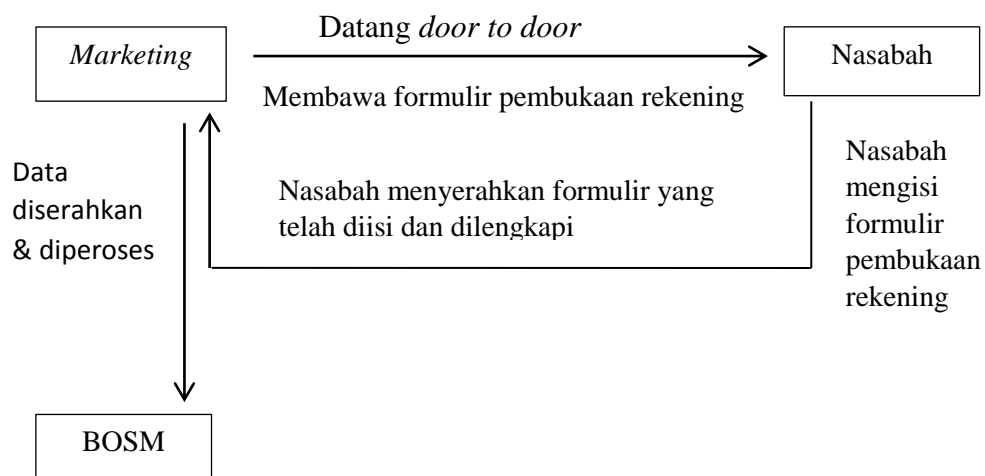 Datang door to door
Marketing
Nasabah
Membawa formulir pembukaan rekening
Nasabah
mengisi
formulir
pembukaan
rekening
Data
diserahkan
& diperoses
Nasabah menyerahkan formulir yang
telah diisi dan dilengkapi
BOSM